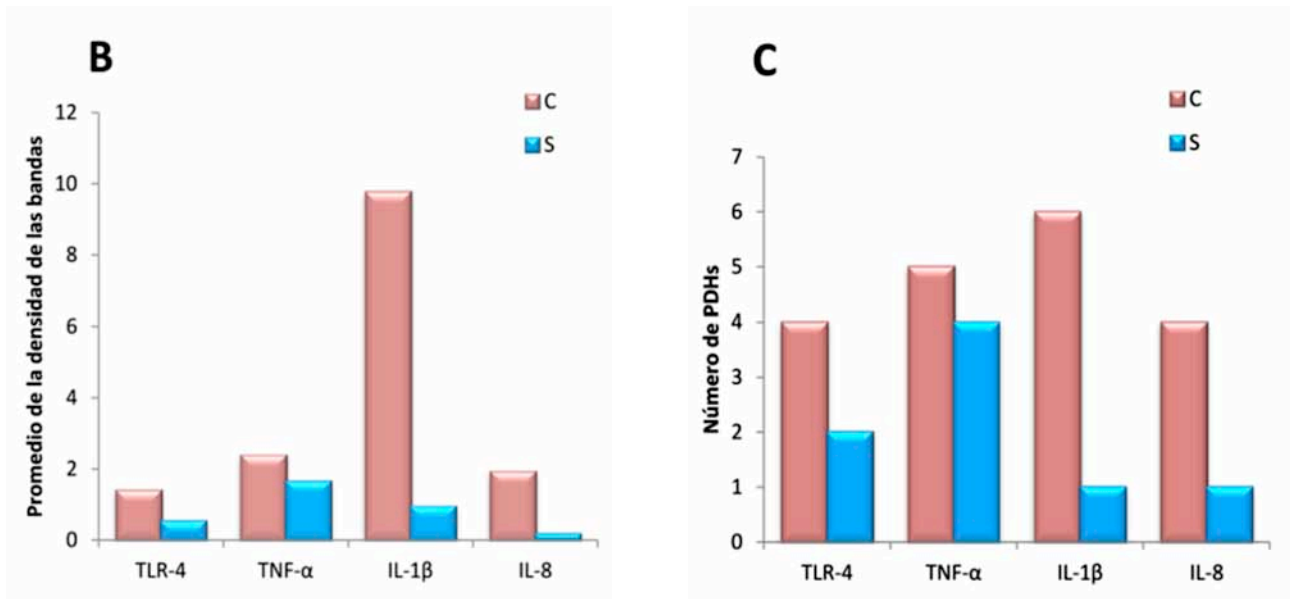 B
C
S
Promedio de la densidad de las bandas
12
10
8
6
4
2
0
TLR-4 TNF-α IL-1β IL-8
C
C
S
Número de PDHs
7
6
5
4
3
2
1
0
TLR-4 TNF-α IL-1β IL-8